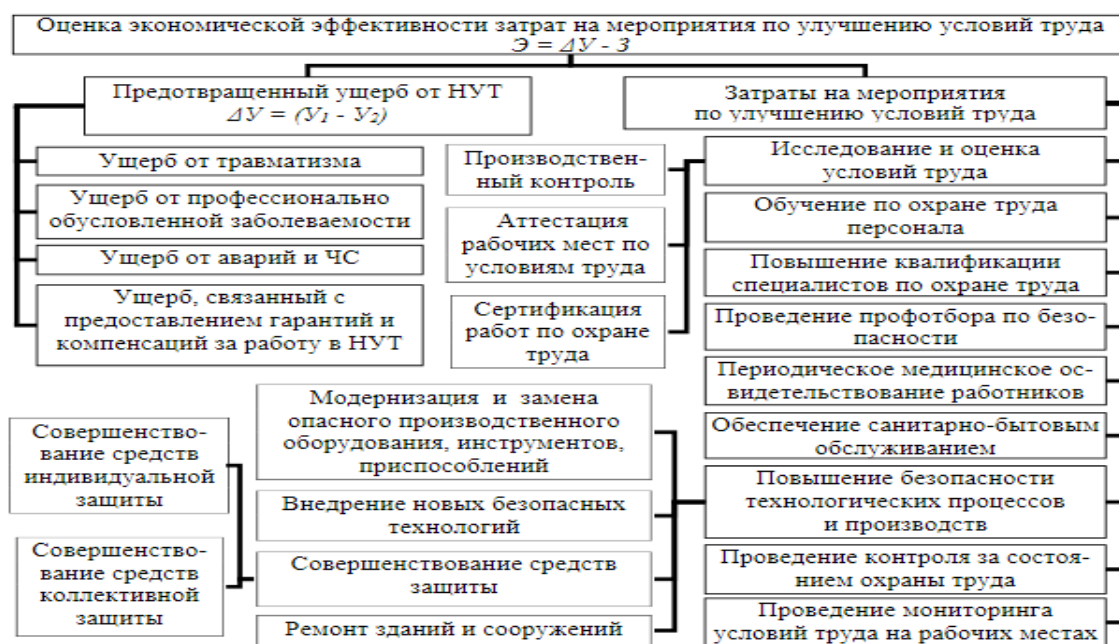 Оценка экономической эффективности затрат на мероприятия по улучшению условий труда
Э = ΔУ - З
Предотвращенный ущерб от НУТ
ΔУ = (У₁ - У₂)
Ущерб от травматизма
Ущерб от профессионально
обусловленной заболеваемости
Ущерб от аварий и ЧС
Ущерб, связанный с
предоставлением гарантий и
компенсаций за работу в НУТ
Затраты на мероприятия
по улучшению условий труда
Исследование и оценка
условий труда
Производствен-
ный контроль
Аттестация
рабочих мест по
условиям труда
Сертификация
работ по охране
труда
Обучение по охране труда
персонала
Повышение квалификации
специалистов по охране труда
Проведение профотбора по безо-
пасности
Периодическое медицинское ос-
видетельствование работников
Обеспечение санитарно-бытовым
обслуживанием
Повышение безопасности
технологических процессов
и производств
Модернизация и замена
опасного производственного
оборудования, инструментов,
приспособлений
Внедрение новых безопасных
технологий
Совершенствование средств
защиты
Совершенство-
вание средств
индивидуальной
защиты
Совершенство-
вание средств
коллективной
защиты
Ремонт зданий и сооружений
Проведение контроля за состоя-
нием охраны труда
Проведение мониторинга
условий труда на рабочих местах